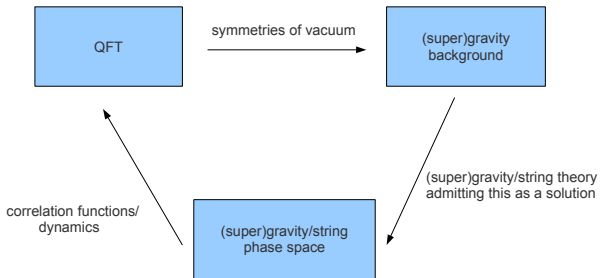 QFT
symmetries of vacuum
(super)gravity
background
(super)gravity/string theory
admitting this as a solution
(super)gravity/string
phase space
correlation functions/
dynamics